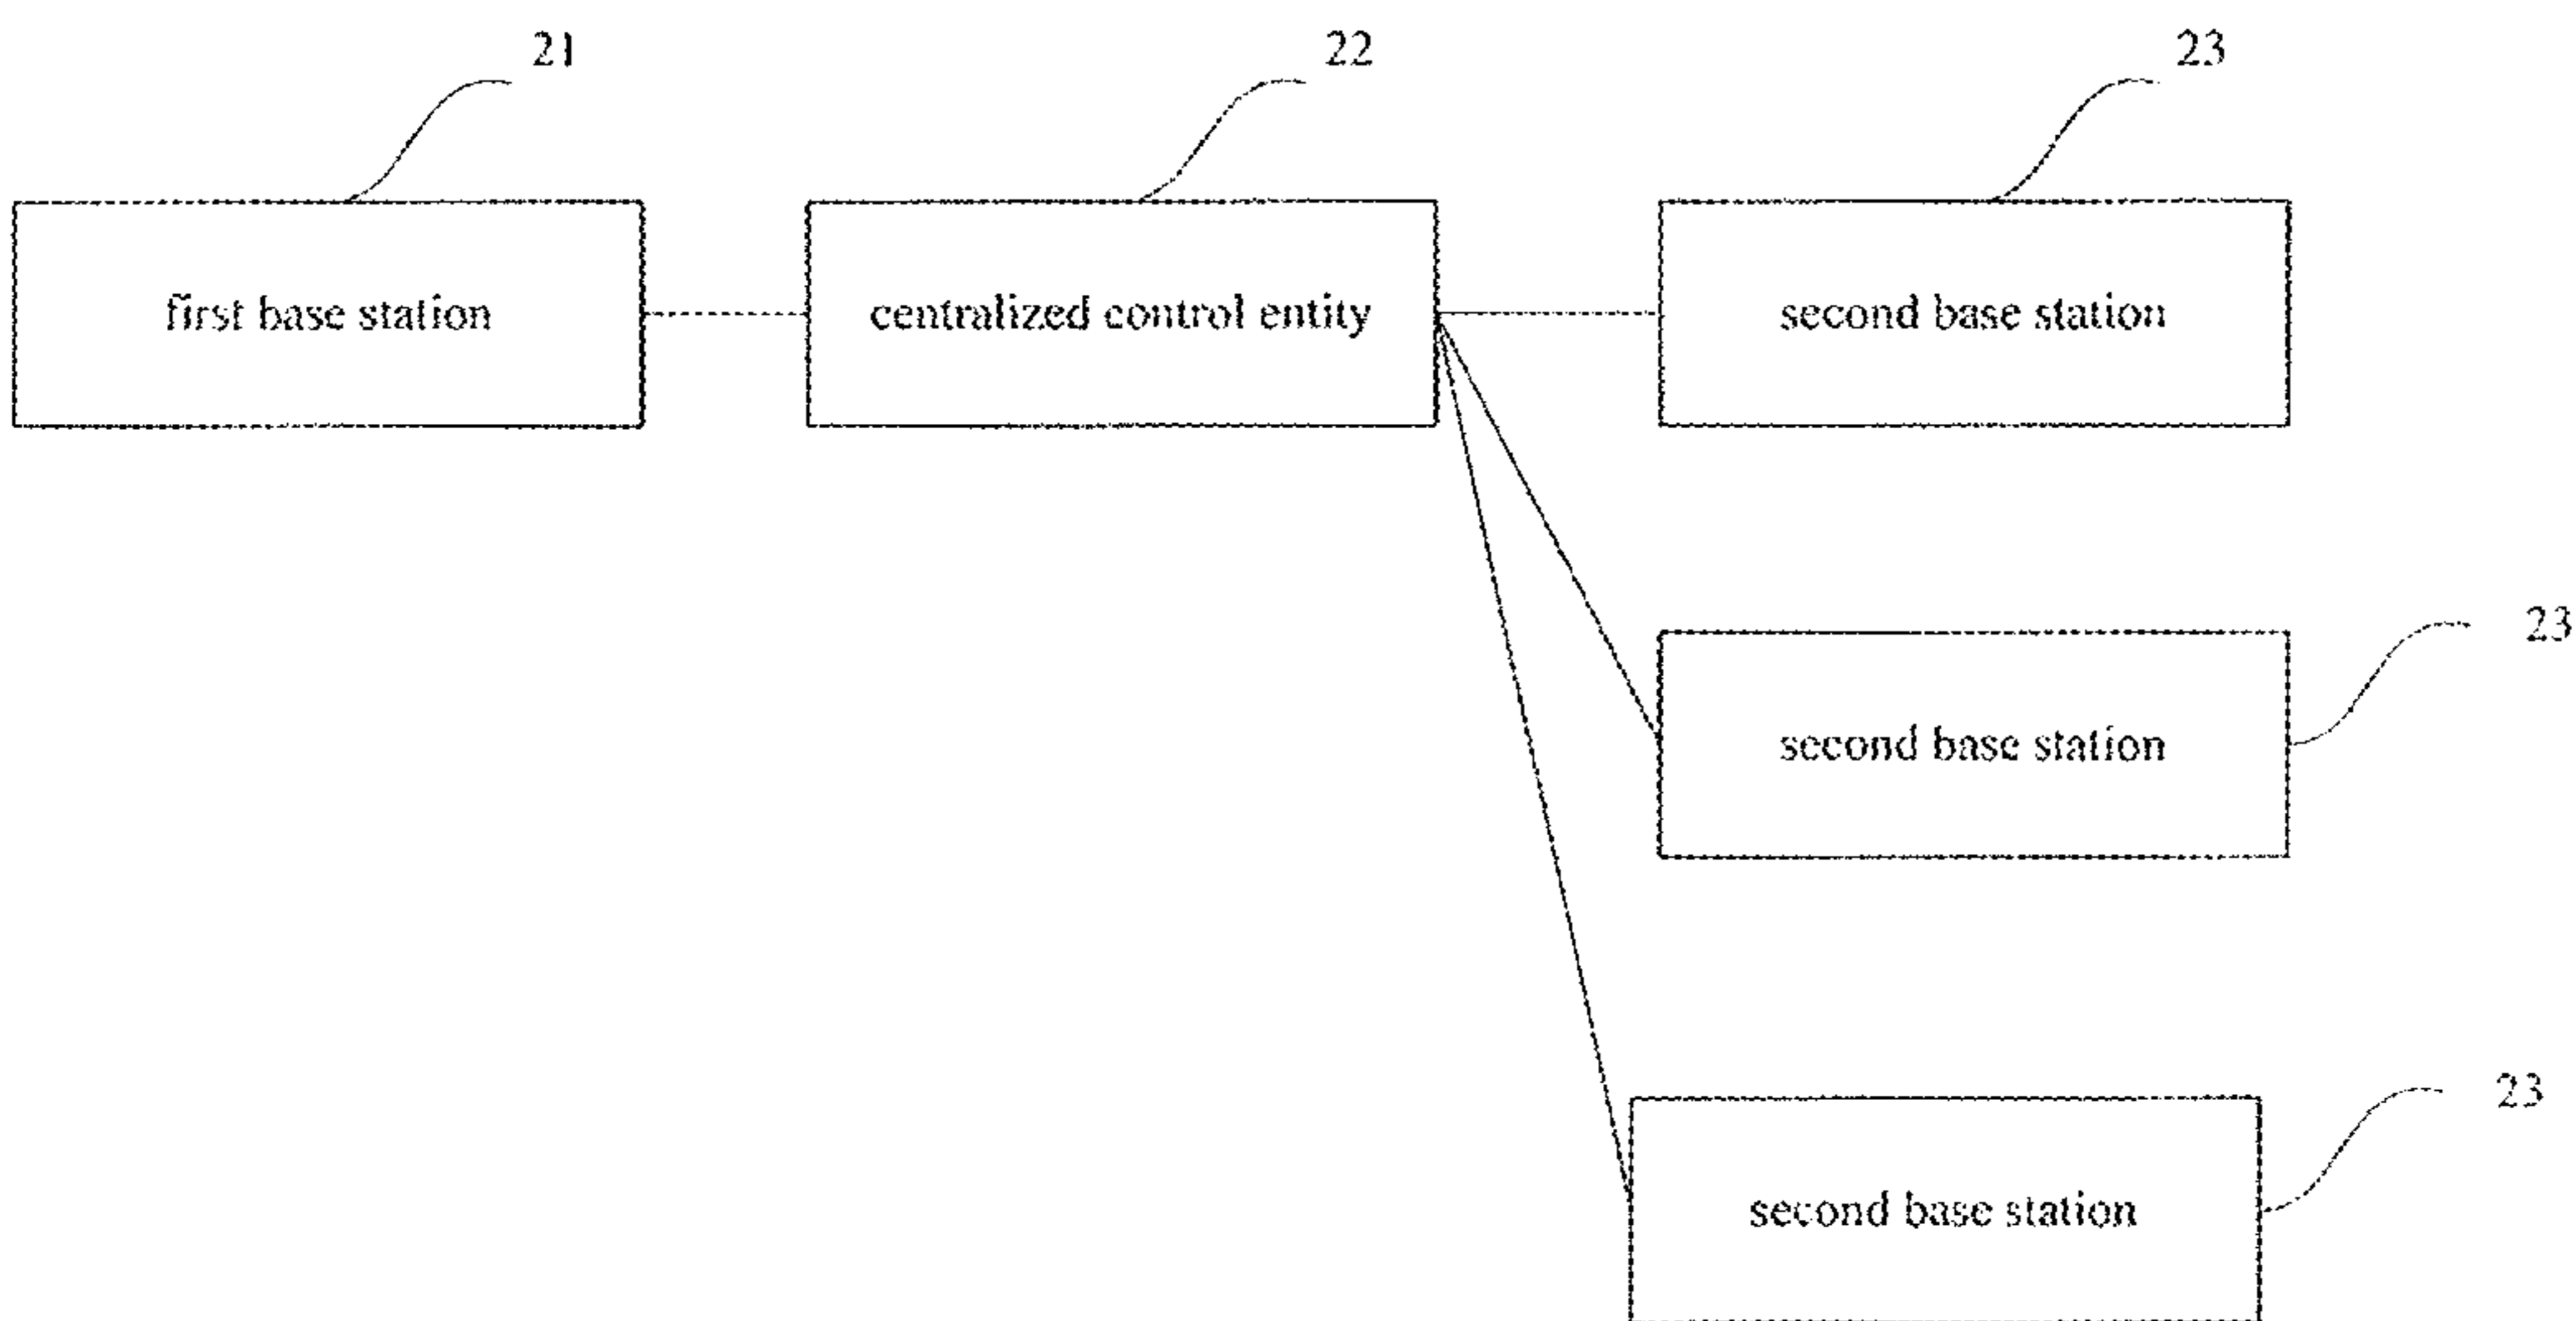 21
22
23
first base station
centralized control entity
second base station
23
second base station
23
second base station